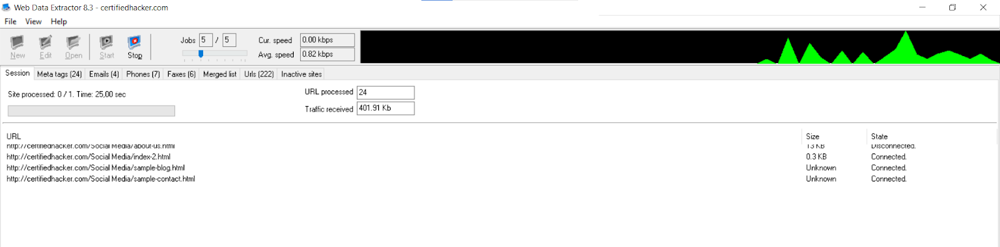 Web Data Extractor 8.3 - certifiedhacker.com
File View Help
New Edit Open Start Stop
Jobs 5 / 5
Cur. speed 0.00 kbps
Avg. speed 0.82 kbps
Session Meta tags (24) Emails (4) Phones (7) Faxes (6) Merged list Urls (222) Inactive sites
Site processed: 0 / 1. Time: 25,00 sec
URL processed 24
Traffic received 401.91 Kb
URL Size State
http://certifiedhacker.com/Social Media/about-us.html 13 KB Disconnected.
http://certifiedhacker.com/Social Media/index-2.html 0.3 KB Connected.
http://certifiedhacker.com/Social Media/sample-blog.html Unknown Connected.
http://certifiedhacker.com/Social Media/sample-contact.html Unknown Connected.